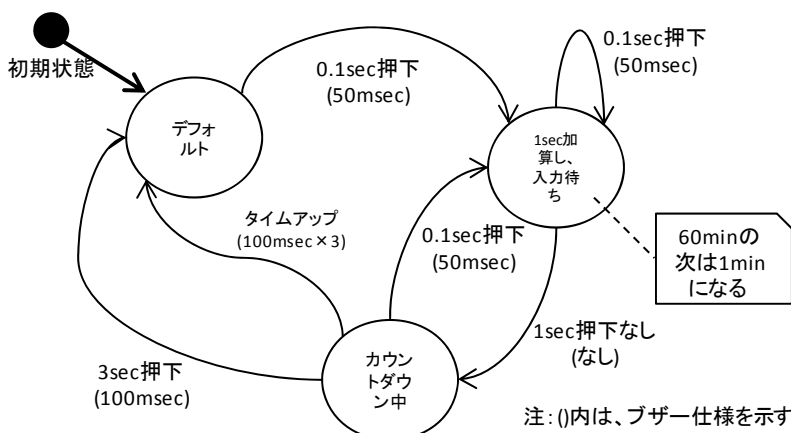 初期状態
0.1sec押下
(50msec)
0.1sec押下
(50msec)
デフォ
ルト
1sec加
算し、
入力待
ち
タイムアップ
(100msec×3)
0.1sec押下
(50msec)
60minの
次は1min
になる
1sec押下なし
(なし)
3sec押下
(100msec)
カウン
トダウ
ン中
注:()内は、ブザー仕様を示す